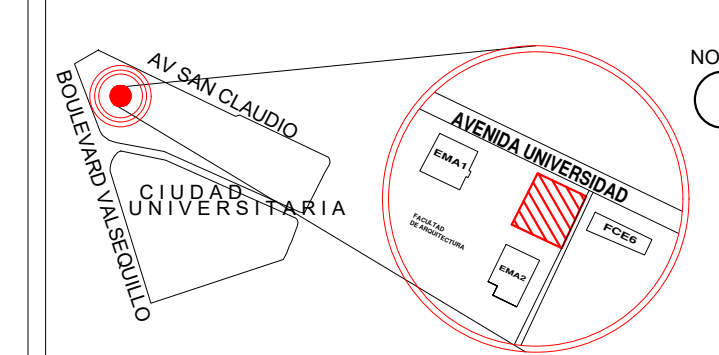 AV SAN CLAUDIO
BOULEVARD VALSEQUILLO
CIUDAD
UNIVERSITARIA
AVENIDA UNIVERSIDAD
EMA1
FACULTAD
DE ARQUITECTURA
FCE6
EMA2
NO